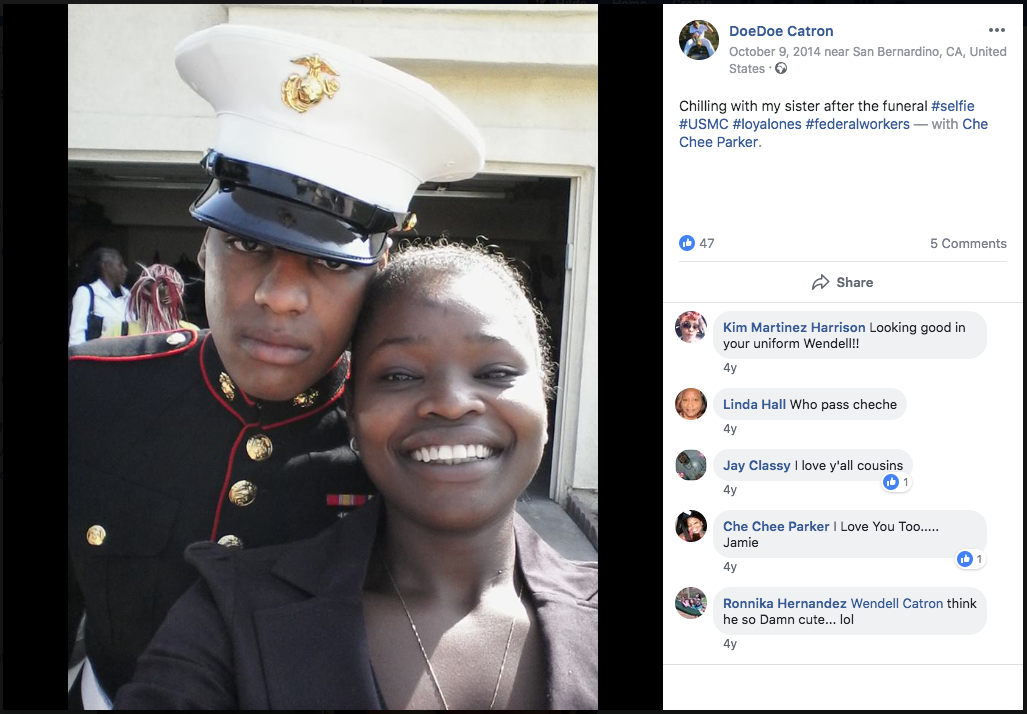 DoeDoe Catron
October 9, 2014 near San Bernardino, CA, United
States ·
Chilling with my sister after the funeral #selfie
#USMC #loyalones #federalworkers — with Che
Chee Parker.
47
5 Comments
Share
Kim Martinez Harrison Looking good in
your uniform Wendell!!
4y
Linda Hall Who pass cheche
4y
Jay Classy I love y'all cousins
1
4y
Che Chee Parker I Love You Too.....
Jamie
1
4y
Ronnika Hernandez Wendell Catron think
he so Damn cute... lol
4y